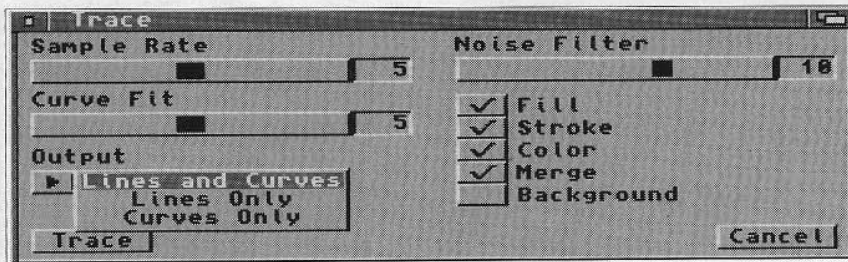 Trace
Sample Rate
5
Curve Fit
5
Output
Lines and Curves
Lines Only
Curves Only
Trace
Noise Filter
10
Fill
Stroke
Color
Merge
Background
Cancel